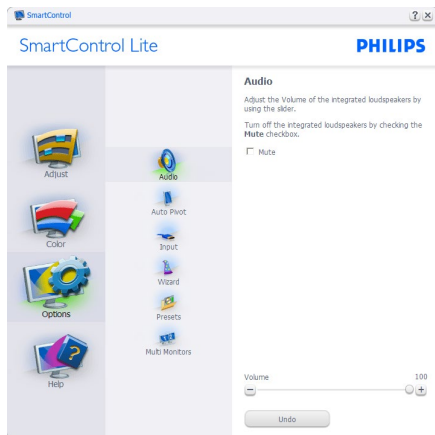 SmartControl
? ×
SmartControl Lite
PHILIPS
Adjust
Color
Options
?
Help
Audio
Auto Pivot
Input
Wizard
Presets
1 2
Multi Monitors
Audio
Adjust the Volume of the integrated loudspeakers by
using the slider.
Turn off the integrated loudspeakers by checking the
Mute checkbox.
Mute
Volume 100
− +
Undo